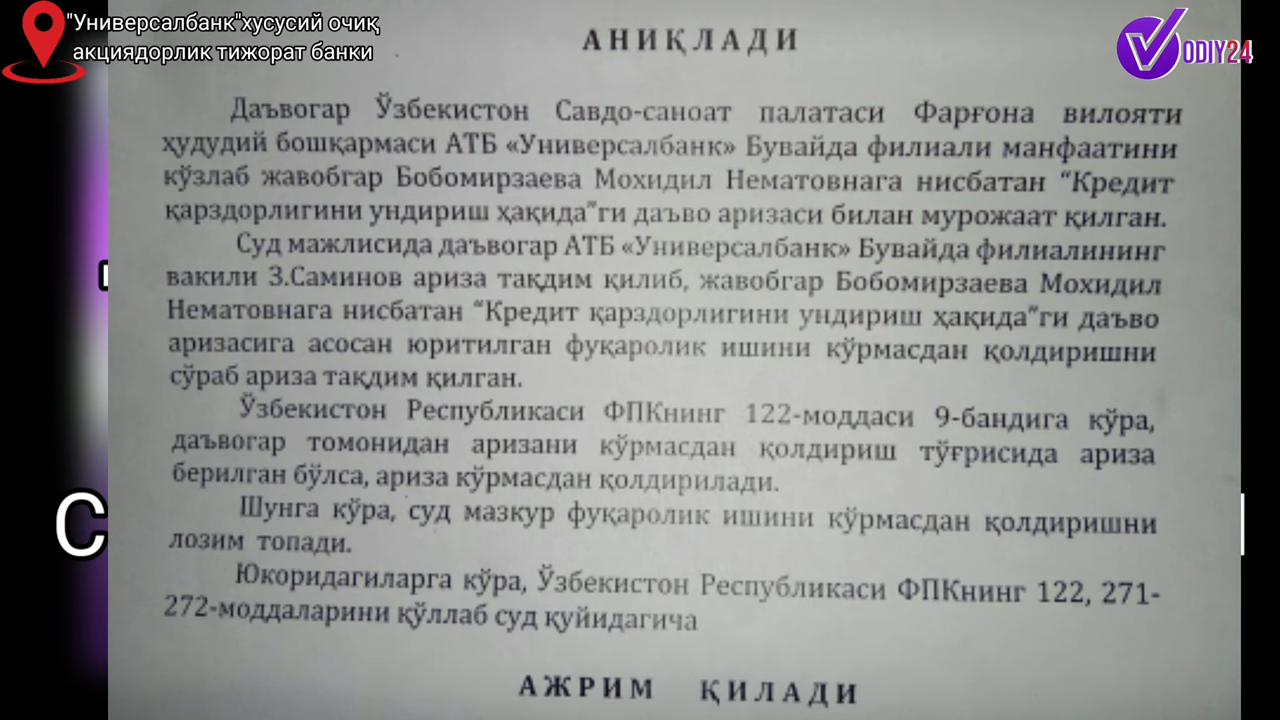 "Универсалбанк"хусусий очиқ
акциядорлик тижорат банки
VODIY24
АНИҚЛАДИ
Даъвогар Ўзбекистон Савдо-саноат палатаси Фарғона вилояти
ҳудудий бошқармаси АТБ «Универсалбанк» Бувайда филиали манфаатини
кўзлаб жавобгар Бобомирзаева Мохидил Нематовнага нисбатан “Кредит
қарздорлигини ундириш ҳақида”ги даъво аризаси билан мурожаат қилган.
Суд мажлисида даъвогар АТБ «Универсалбанк» Бувайда филиалининг
вакили З.Саминов ариза тақдим қилиб, жавобгар Бобомирзаева Мохидил
Нематовнага нисбатан “Кредит қарздорлигини ундириш ҳақида”ги даъво
аризасига асосан юритилган фуқаролик ишини кўрмасдан қолдиришни
сўраб ариза тақдим қилган.
Ўзбекистон Республикаси ФПКнинг 122-моддаси 9-бандига кўра,
даъвогар томонидан аризани кўрмасдан қолдириш тўғрисида ариза
берилган бўлса, ариза кўрмасдан қолдирилади.
Шунга кўра, суд мазкур фуқаролик ишини кўрмасдан қолдиришни
лозим топади.
Юкоридагиларга кўра, Ўзбекистон Республикаси ФПКнинг 122, 271-
272-моддаларини қўллаб суд қуйидагича
АЖРИМ ҚИЛАДИ
С